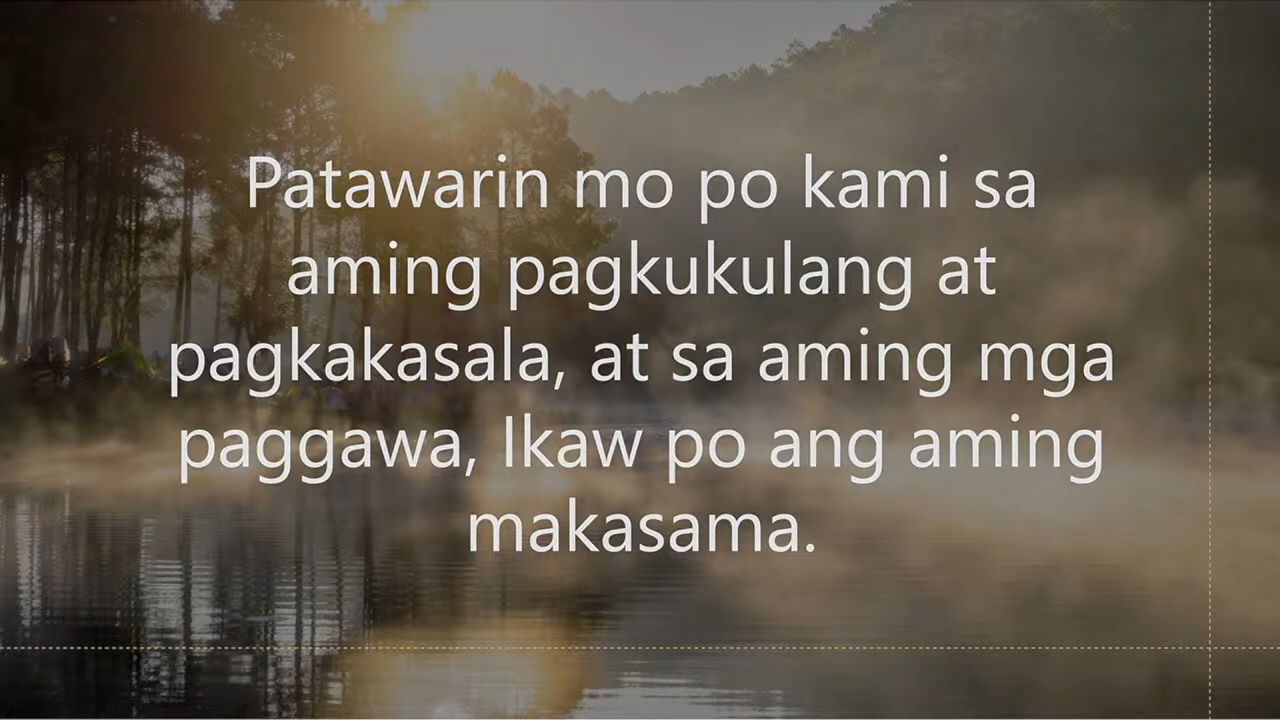 Patawarin mo po kami sa
aming pagkukulang at
pagkakasala, at sa aming mga
paggawa, Ikaw po ang aming
makasama.